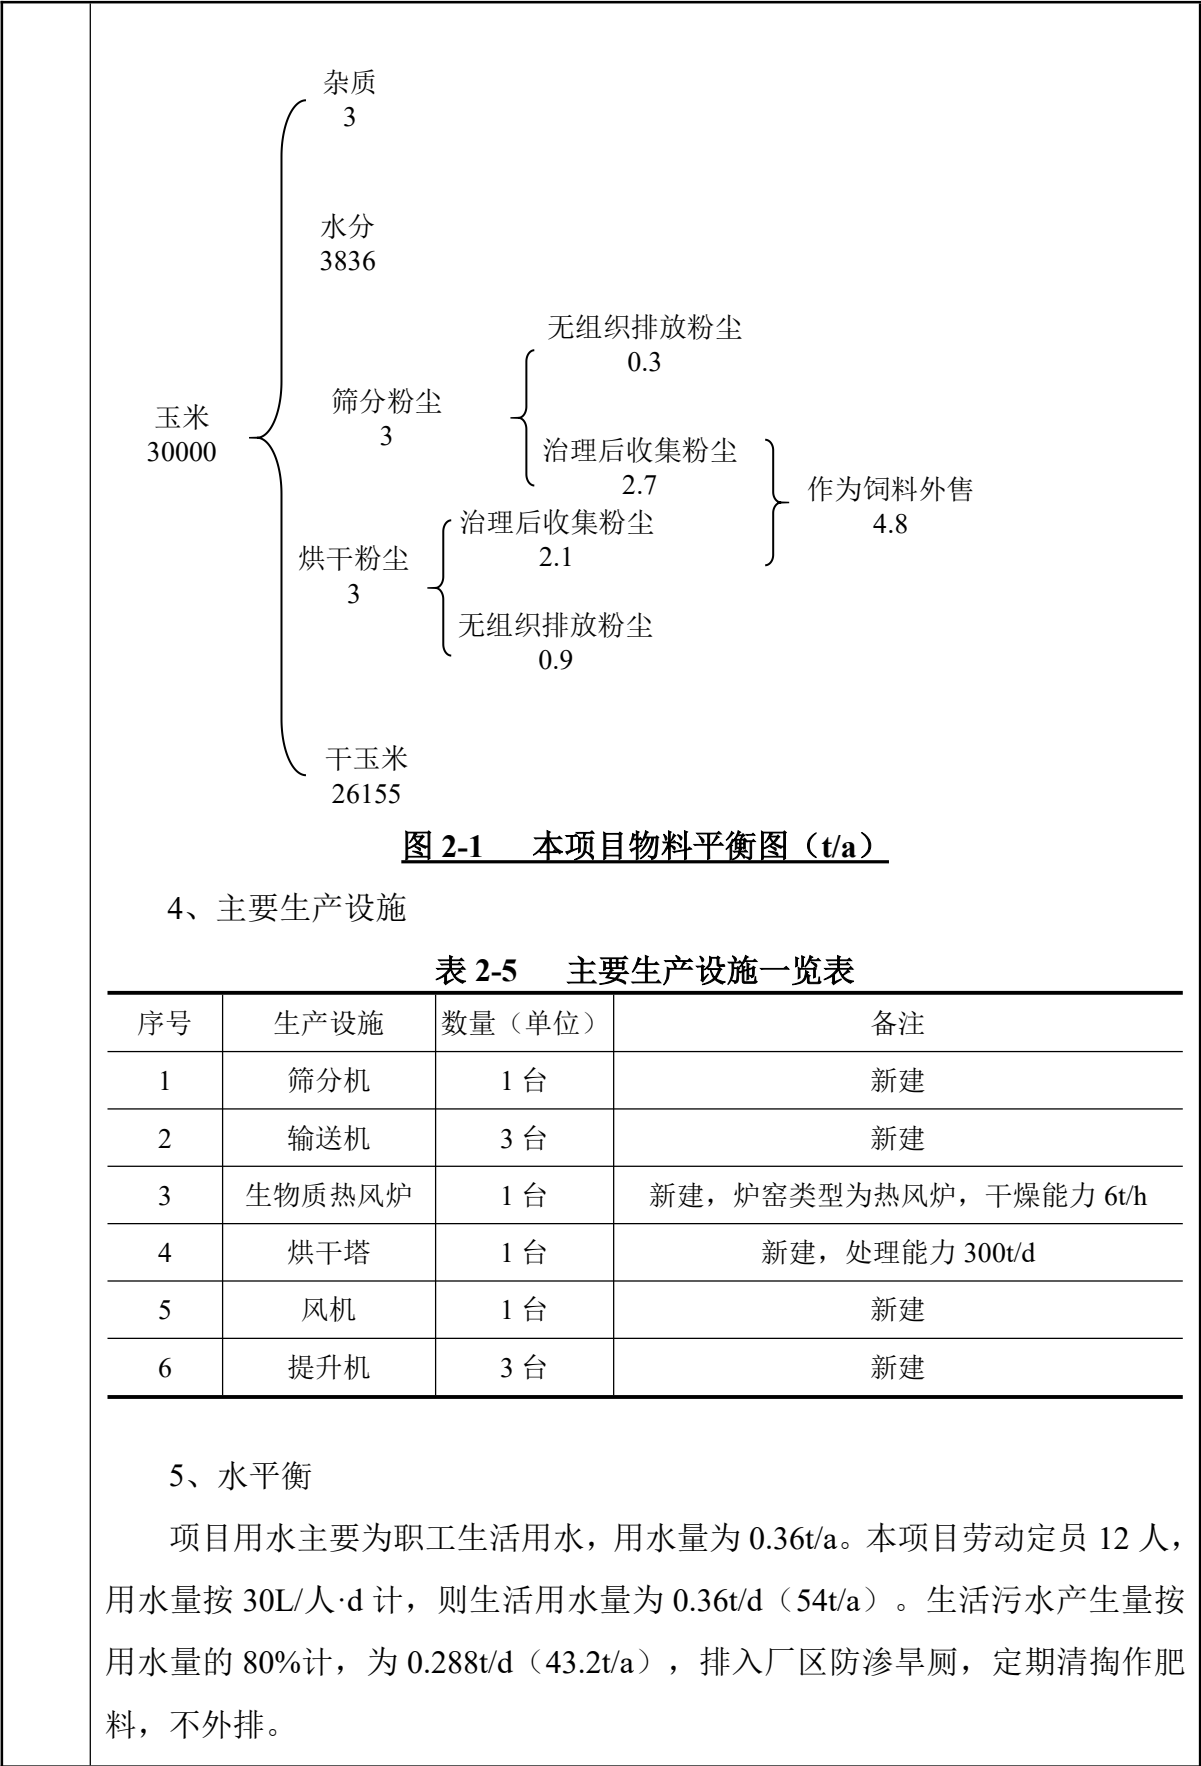 杂质
3
水分
3836
无组织排放粉尘
0.3
筛分粉尘
3
玉米
30000
治理后收集粉尘
2.7
作为饲料外售
4.8
治理后收集粉尘
2.1
烘干粉尘
3
无组织排放粉尘
0.9
干玉米
26155
图 2-1 本项目物料平衡图（t/a）
4、主要生产设施
表 2-5 主要生产设施一览表
序号 生产设施 数量（单位） 备注
1 筛分机 1 台 新建
2 输送机 3 台 新建
3 生物质热风炉 1 台 新建，炉窑类型为热风炉，干燥能力 6t/h
4 烘干塔 1 台 新建，处理能力 300t/d
5 风机 1 台 新建
6 提升机 3 台 新建
5、水平衡
项目用水主要为职工生活用水，用水量为 0.36t/a。本项目劳动定员 12 人，
用水量按 30L/人·d 计，则生活用水量为 0.36t/d（54t/a）。生活污水产生量按
用水量的 80%计，为 0.288t/d（43.2t/a），排入厂区防渗旱厕，定期清掏作肥
料，不外排。